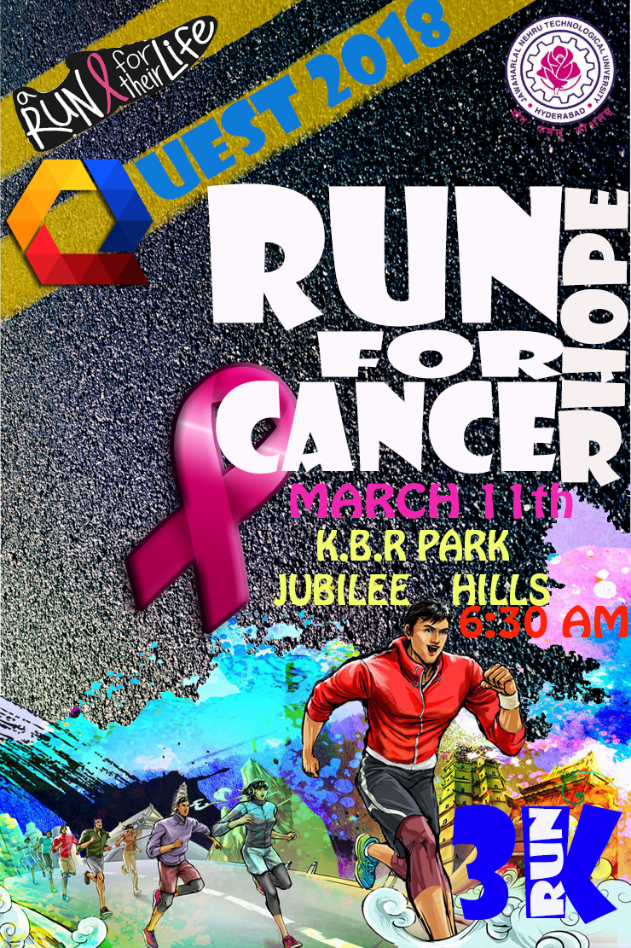 a
RUN for
their Life
QUEST 2018
JAWAHARLAL NEHRU TECHNOLOGICAL UNIVERSITY
HYDERABAD
RUN
FOR
CANCER
HOPE
MARCH 11th
K.B.R PARK
JUBILEE HILLS
6:30 AM
3K
RUN